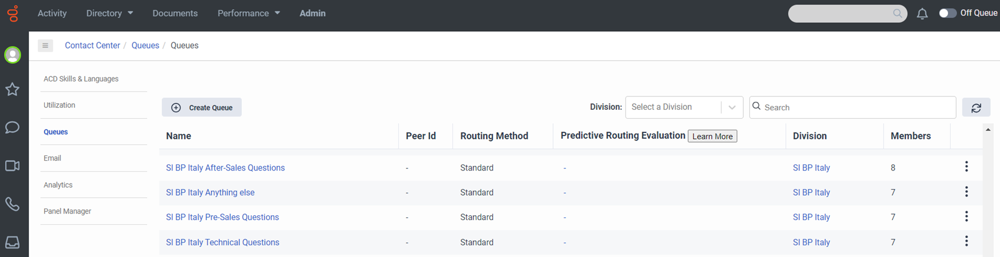 Activity Directory Documents Performance Admin Off Queue
Contact Center / Queues / Queues
ACD Skills & Languages
Utilization
Queues
Email
Analytics
Panel Manager
Create Queue Division: Select a Division Search
Name Peer Id Routing Method Predictive Routing Evaluation Learn More Division Members
SI BP Italy After-Sales Questions - Standard - SI BP Italy 8
SI BP Italy Anything else - Standard - SI BP Italy 7
SI BP Italy Pre-Sales Questions - Standard - SI BP Italy 7
SI BP Italy Technical Questions - Standard - SI BP Italy 7